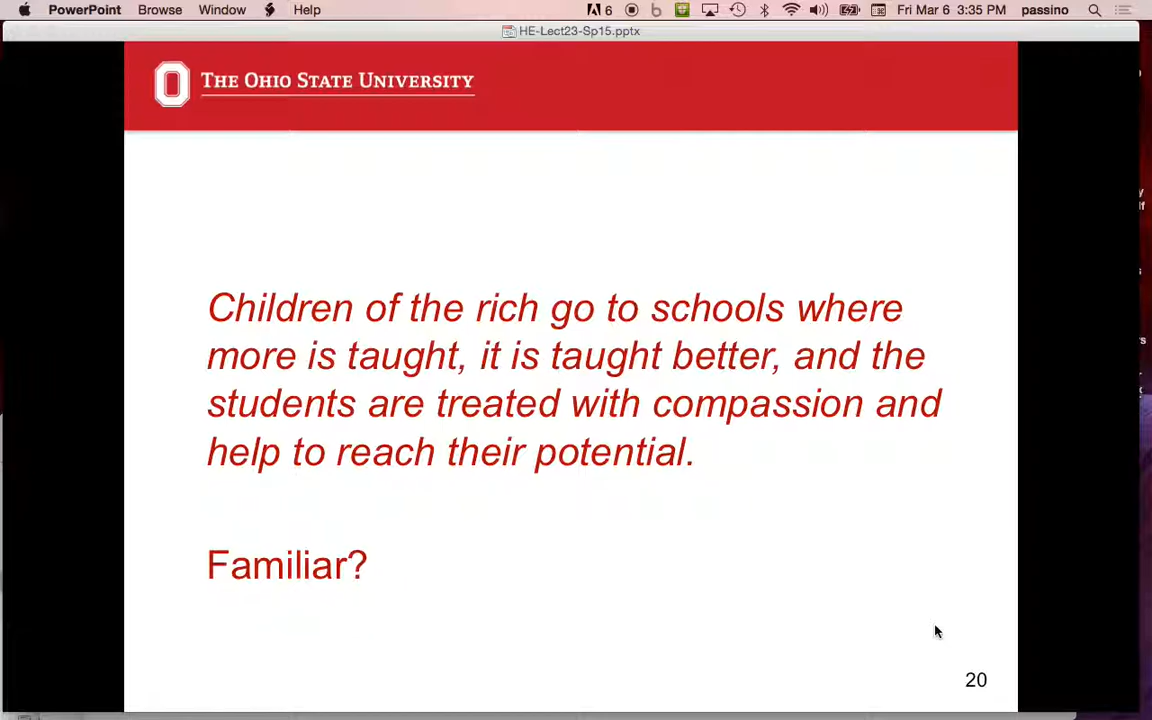 PowerPoint Browse Window Help 6 Fri Mar 6 3:35 PM passino
HE-Lect23-Sp15.pptx
THE OHIO STATE UNIVERSITY
Children of the rich go to schools where
more is taught, it is taught better, and the
students are treated with compassion and
help to reach their potential.
Familiar?
20